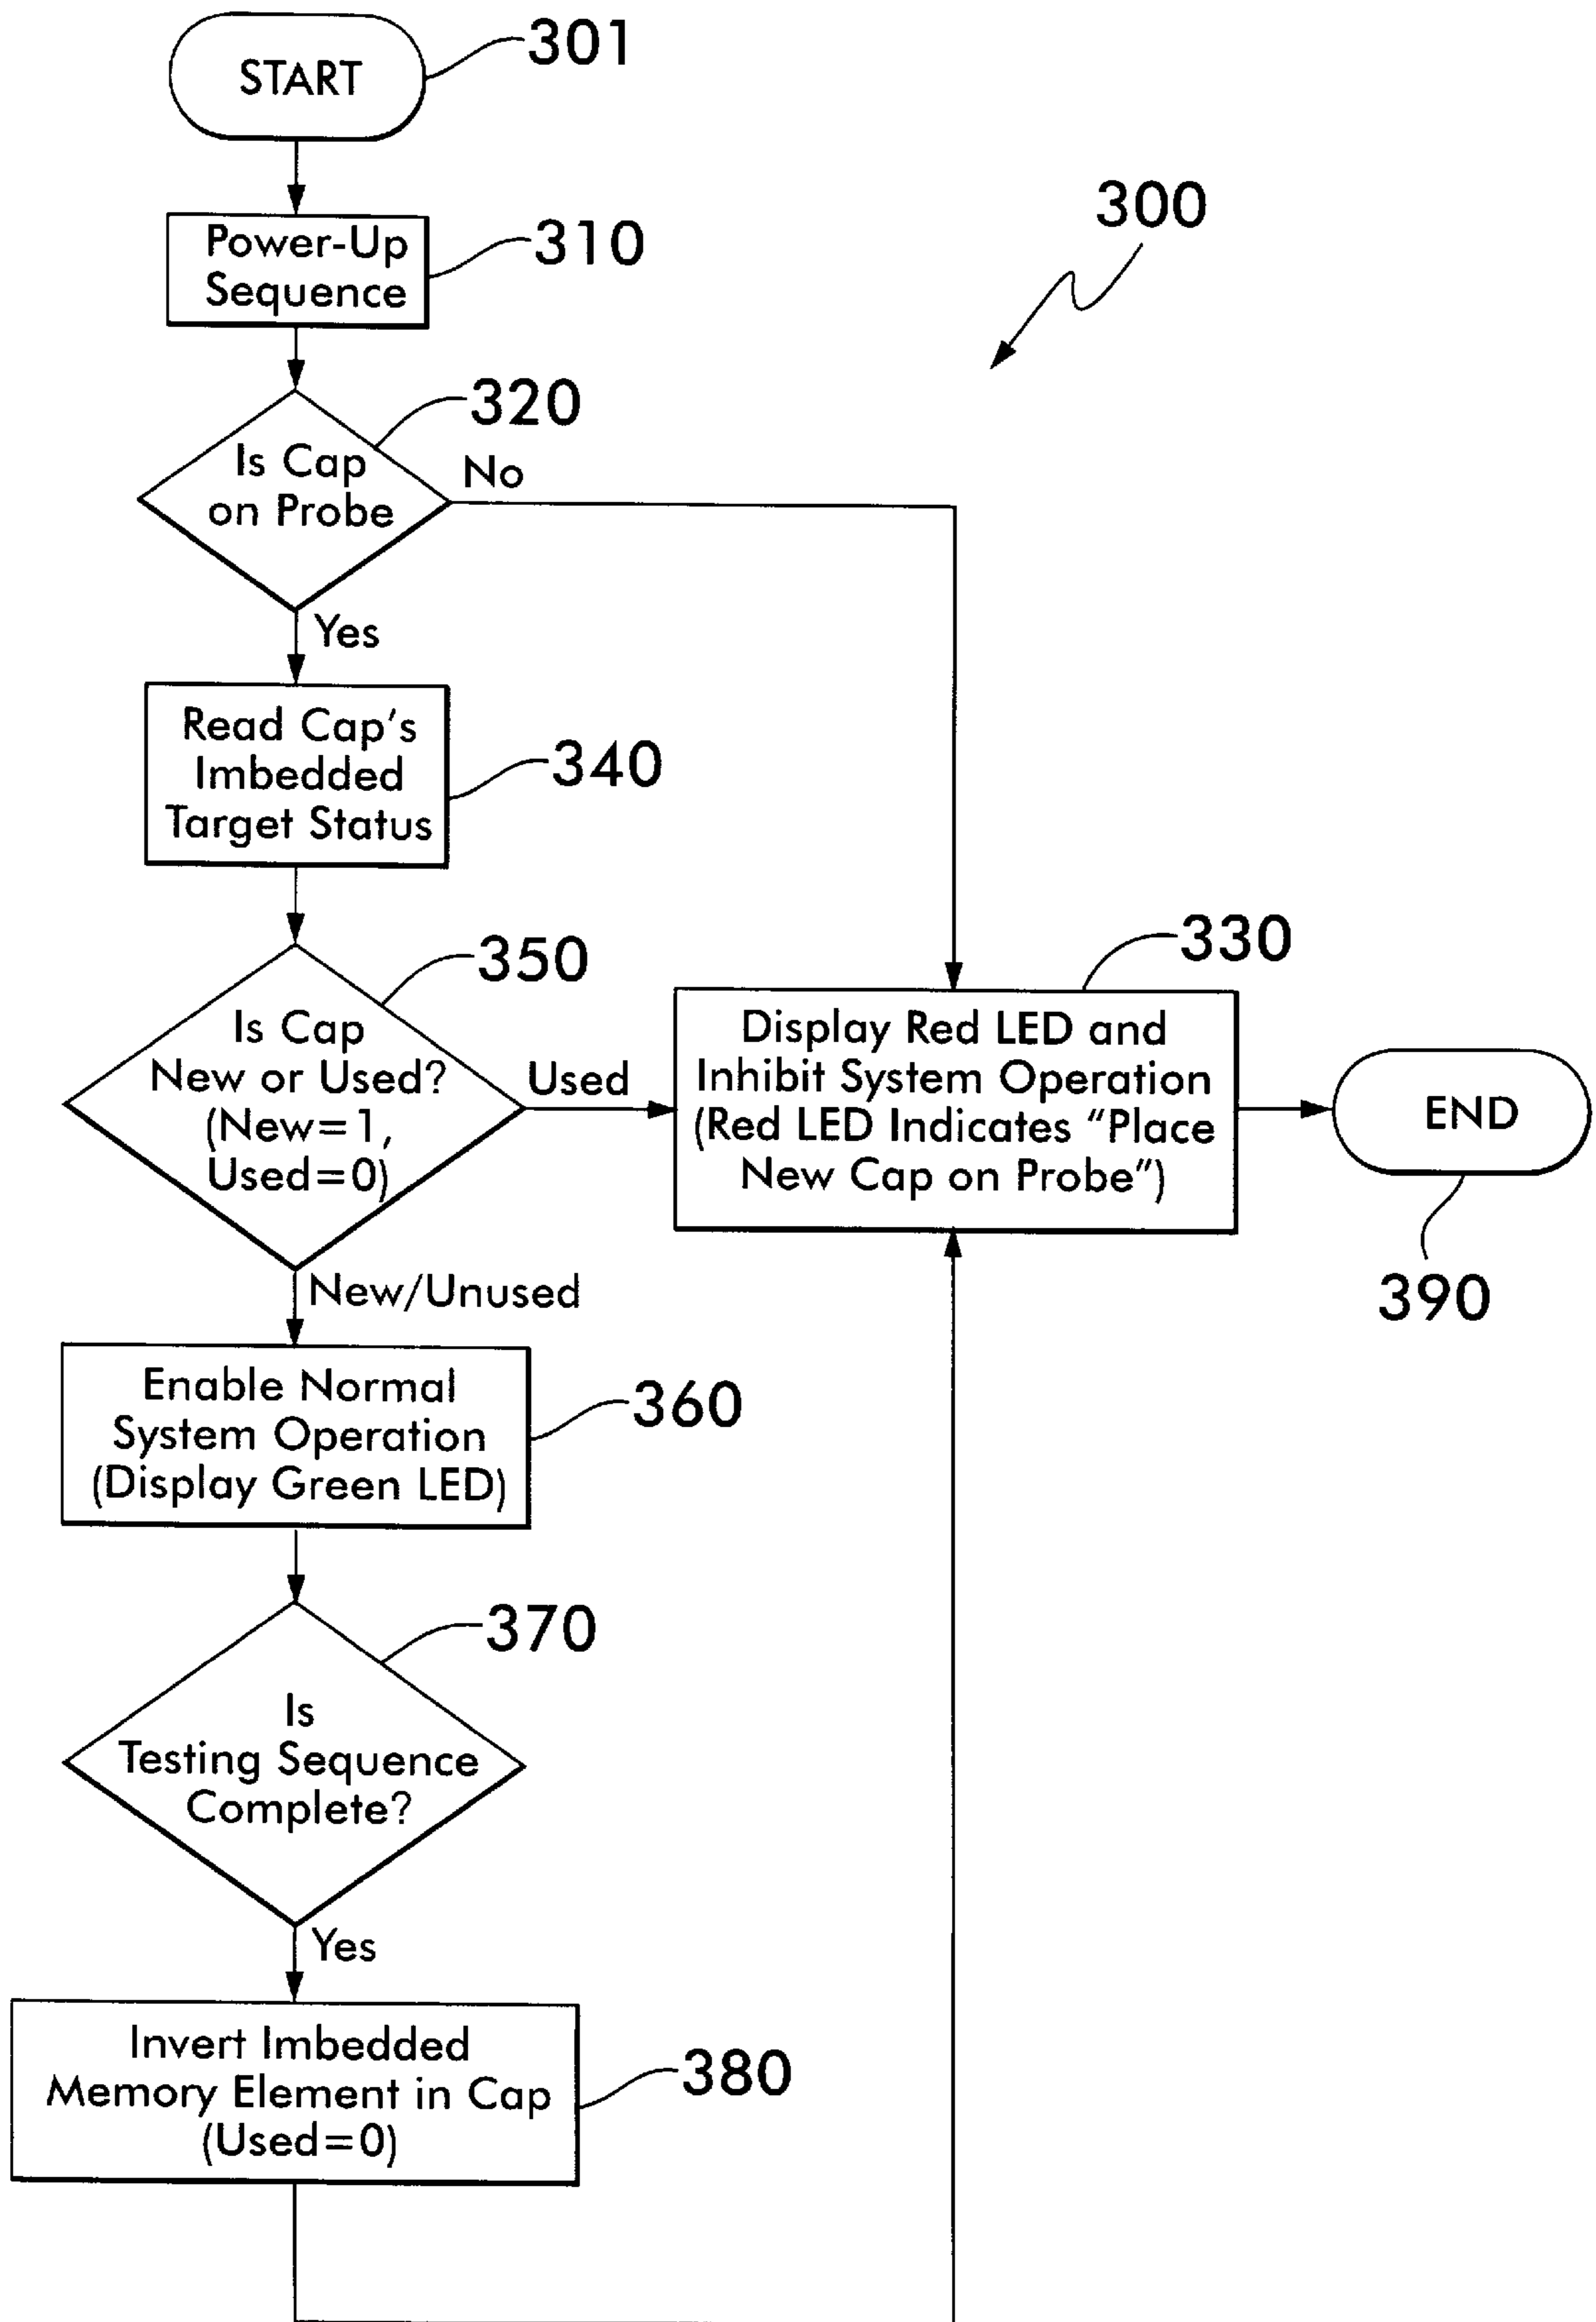 START
301
300
Power-Up
Sequence
310
320
Is Cap
on Probe
No
Yes
Read Cap's
Imbedded
Target Status
340
350
Is Cap
New or Used?
(New=1,
Used=0)
Used
330
Display Red LED and
Inhibit System Operation
(Red LED Indicates "Place
New Cap on Probe")
END
390
New/Unused
Enable Normal
System Operation
(Display Green LED)
360
370
Is
Testing Sequence
Complete?
Yes
Invert Imbedded
Memory Element in Cap
(Used=0)
380